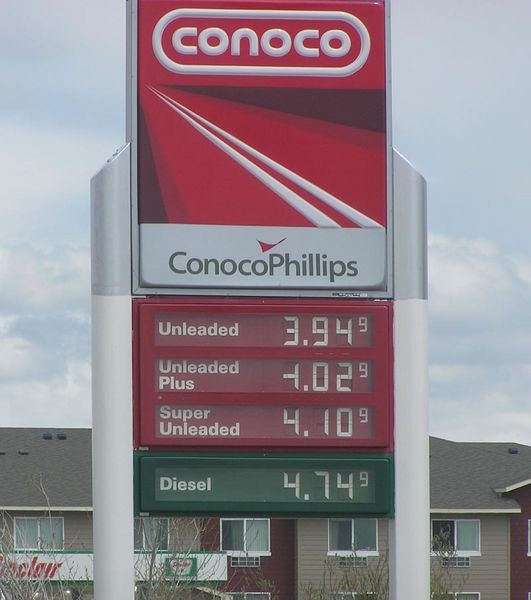 CONOCO
ConocoPhillips
Unleaded 3.94 9
Unleaded
Plus 4.02 9
Super
Unleaded 4.10 9
Diesel 4.74 9